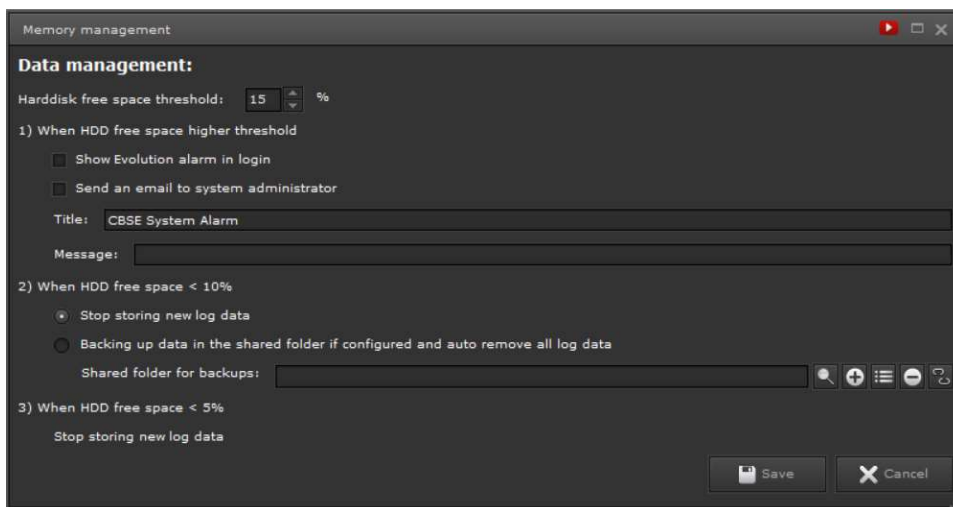 Memory management
Data management:
Harddisk free space threshold: 15 %
1) When HDD free space higher threshold
Show Evolution alarm in login
Send an email to system administrator
Title: CBSE System Alarm
Message:
2) When HDD free space < 10%
Stop storing new log data
Backing up data in the shared folder if configured and auto remove all log data
Shared folder for backups:
3) When HDD free space < 5%
Stop storing new log data
Save Cancel